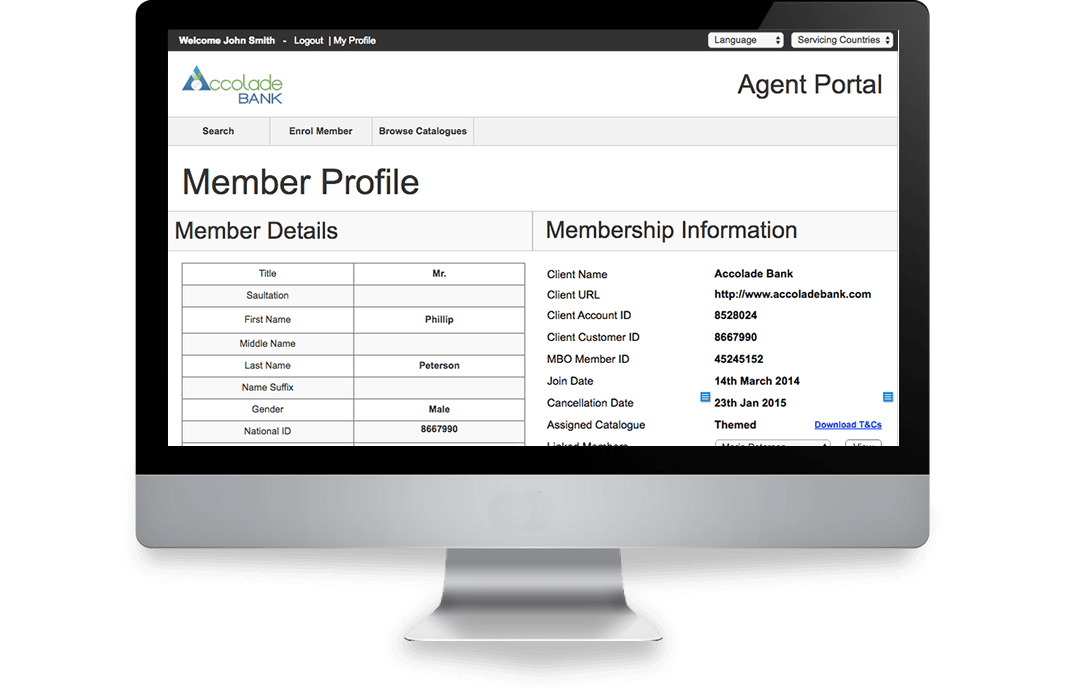 Welcome John Smith - Logout | My Profile
Language
Servicing Countries
Accolade
BANK
Agent Portal
Search
Enrol Member
Browse Catalogues
Member Profile
Member Details
Title Mr.
Saultation
First Name Phillip
Middle Name
Last Name Peterson
Name Suffix
Gender Male
National ID 8667990
Membership Information
Client Name Accolade Bank
Client URL http://www.accoladebank.com
Client Account ID 8528024
Client Customer ID 8667990
MBO Member ID 45245152
Join Date 14th March 2014
Cancellation Date 23th Jan 2015
Assigned Catalogue Themed Download T&Cs